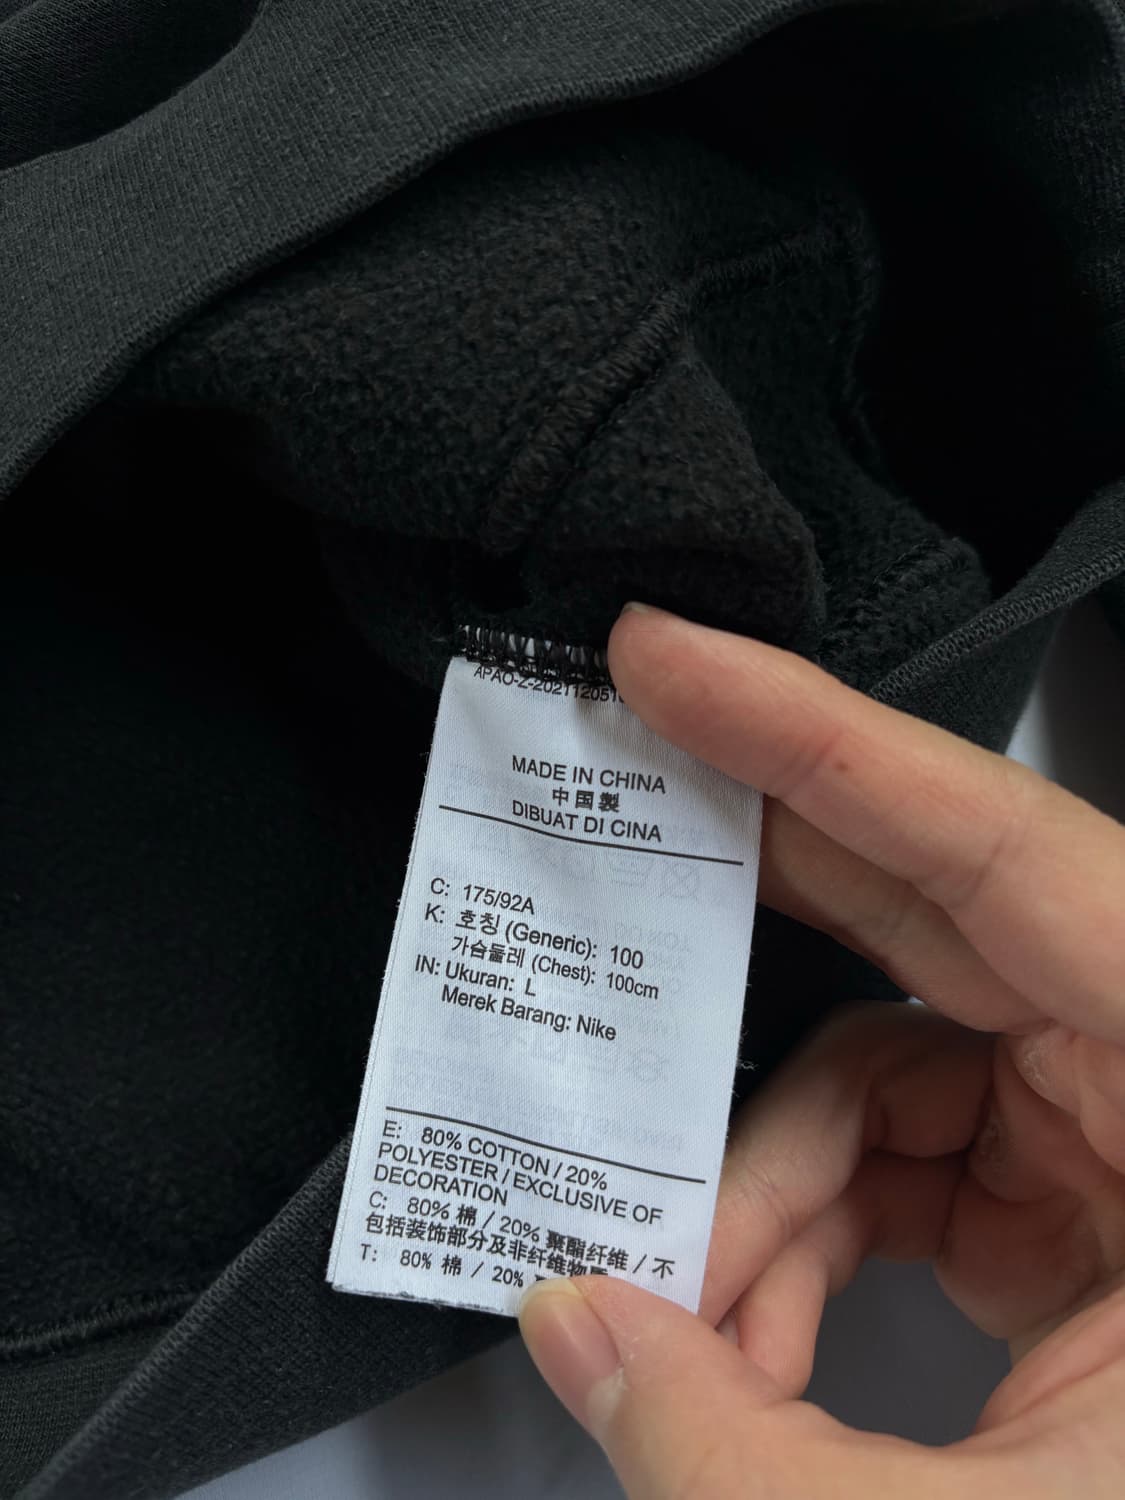 MADE IN CHINA
中国製
DIBUAT DI CINA
C: 175/92A
K: 호칭 (Generic): 100
가슴둘레 (Chest): 100cm
IN: Ukuran: L
Merek Barang: Nike
E: 80% COTTON / 20%
POLYESTER / EXCLUSIVE OF
DECORATION
C: 80% 棉 / 20% 聚酯纤维 / 不
包括装饰部分及非纤维物质
T: 80% 棉 / 20%